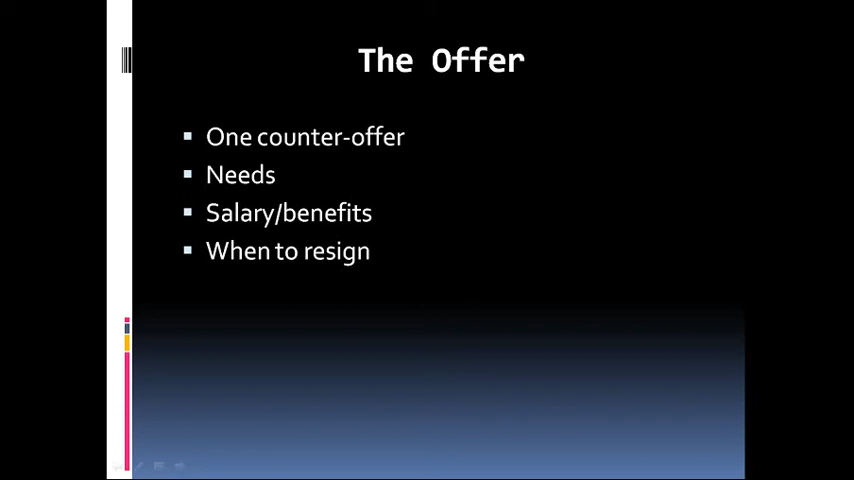 The Offer
One counter-offer
Needs
Salary/benefits
When to resign